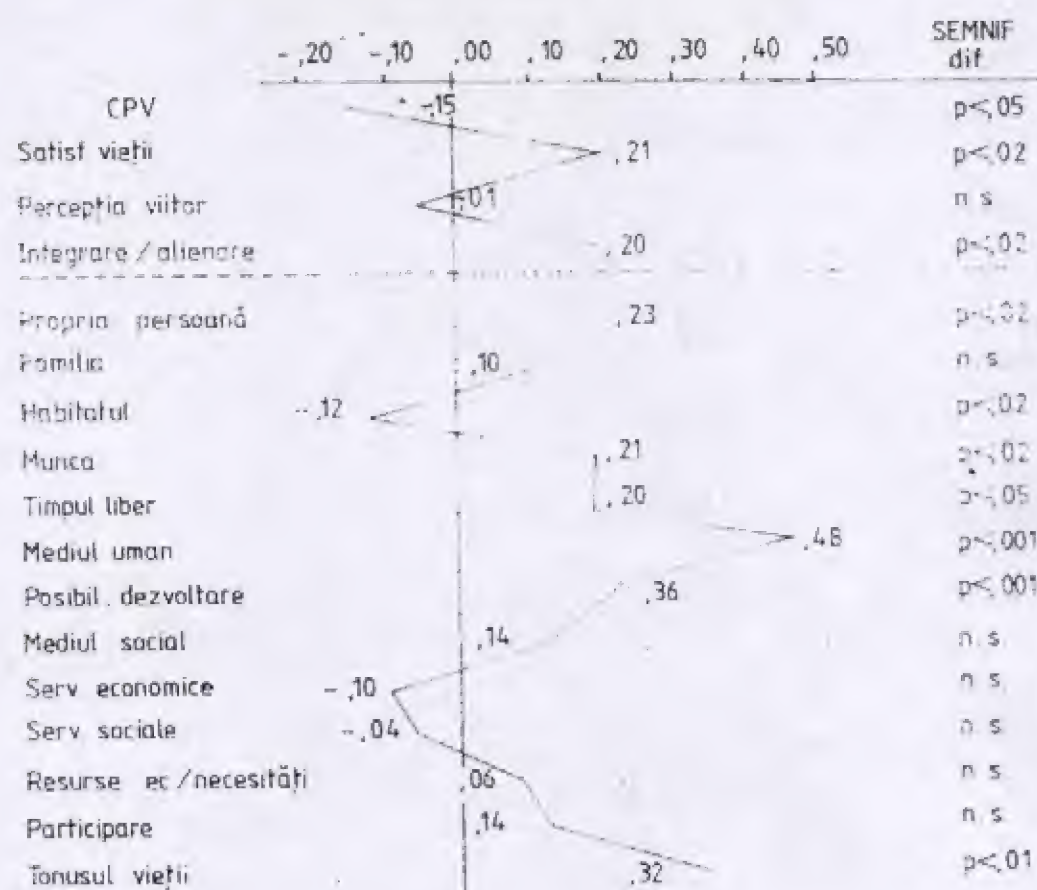 SEMNIF
-,20 -,10 ,00 ,10 ,20 ,30 ,40 ,50 dif
CPV -,15 p<,05
Satisf vieții ,21 p<,02
Percepția viitor ,01 n s
Integrare / alienare ,20 p<,02
Propria persoană ,23 p<,02
Familia ,10 n.s.
Habitatul -,12 p<,02
Munca ,21 p<,02
Timpul liber ,20 p<,05
Mediul uman ,48 p<,001
Posibil. dezvoltare ,36 p<,001
Mediul social ,14 n.s.
Serv economice -,10 n s.
Serv sociale -,04 n s.
Resurse ec /necesități ,06 n s
Participare ,14 n.s.
Tonusul vieții ,32 p<,01